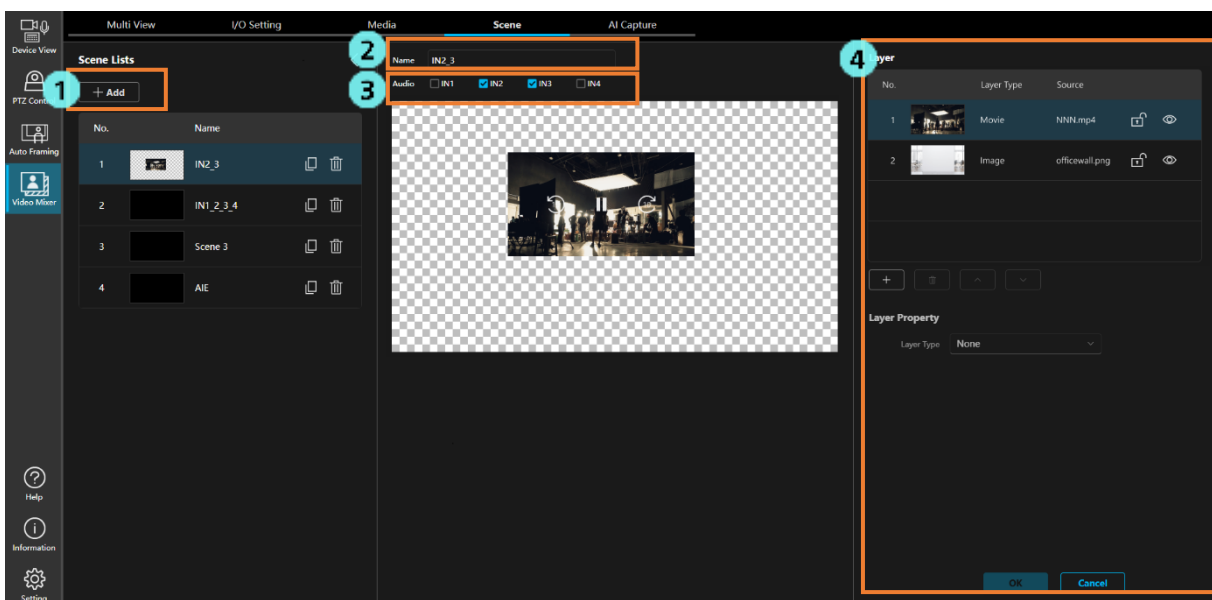 Multi View
I/O Setting
Media
Scene
AI Capture
Device View
PTZ Cont
Auto Framing
Video Mixer
Help
Information
Setting
Scene Lists
1
+ Add
No.
Name
1
IN2_3
2
IN1_2_3_4
3
Scene 3
4
AIE
2
Name
IN2_3
3
Audio
IN1
IN2
IN3
IN4
4
ayer
No.
Layer Type
Source
1
Movie
NNN.mp4
2
Image
officewall.png
Layer Property
Layer Type
None
OK
Cancel